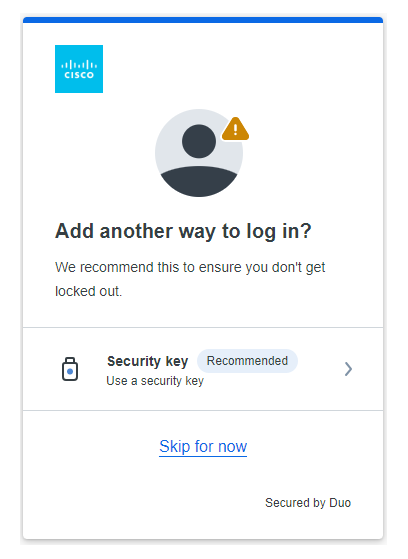 CISCO
Add another way to log in?
We recommend this to ensure you don't get
locked out.
Security key Recommended
Use a security key
Skip for now
Secured by Duo